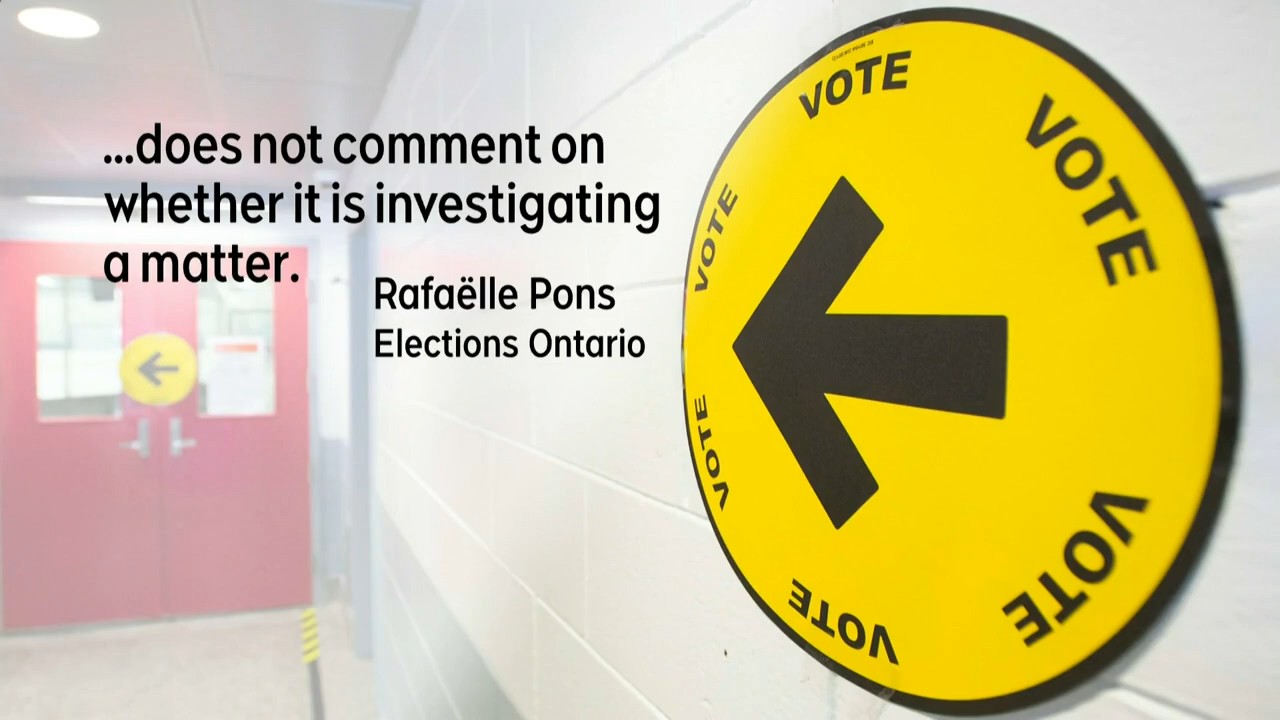 ...does not comment on
whether it is investigating
a matter.
Rafaëlle Pons
Elections Ontario
VOTE
VOTE
VOTE
VOTE
VOTE
VOTE